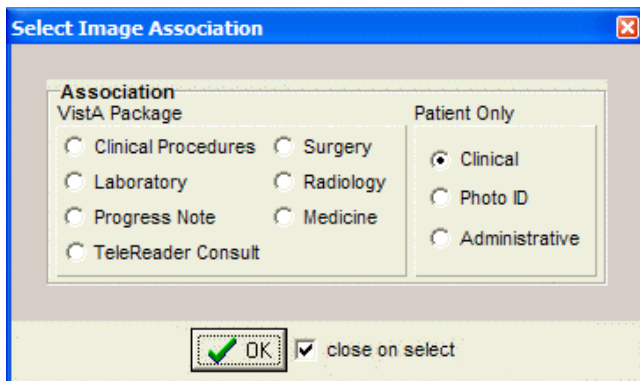 Select Image Association
Association
VistA Package
Patient Only
Clinical Procedures
Surgery
Laboratory
Radiology
Progress Note
Medicine
TeleReader Consult
Clinical
Photo ID
Administrative
OK
close on select